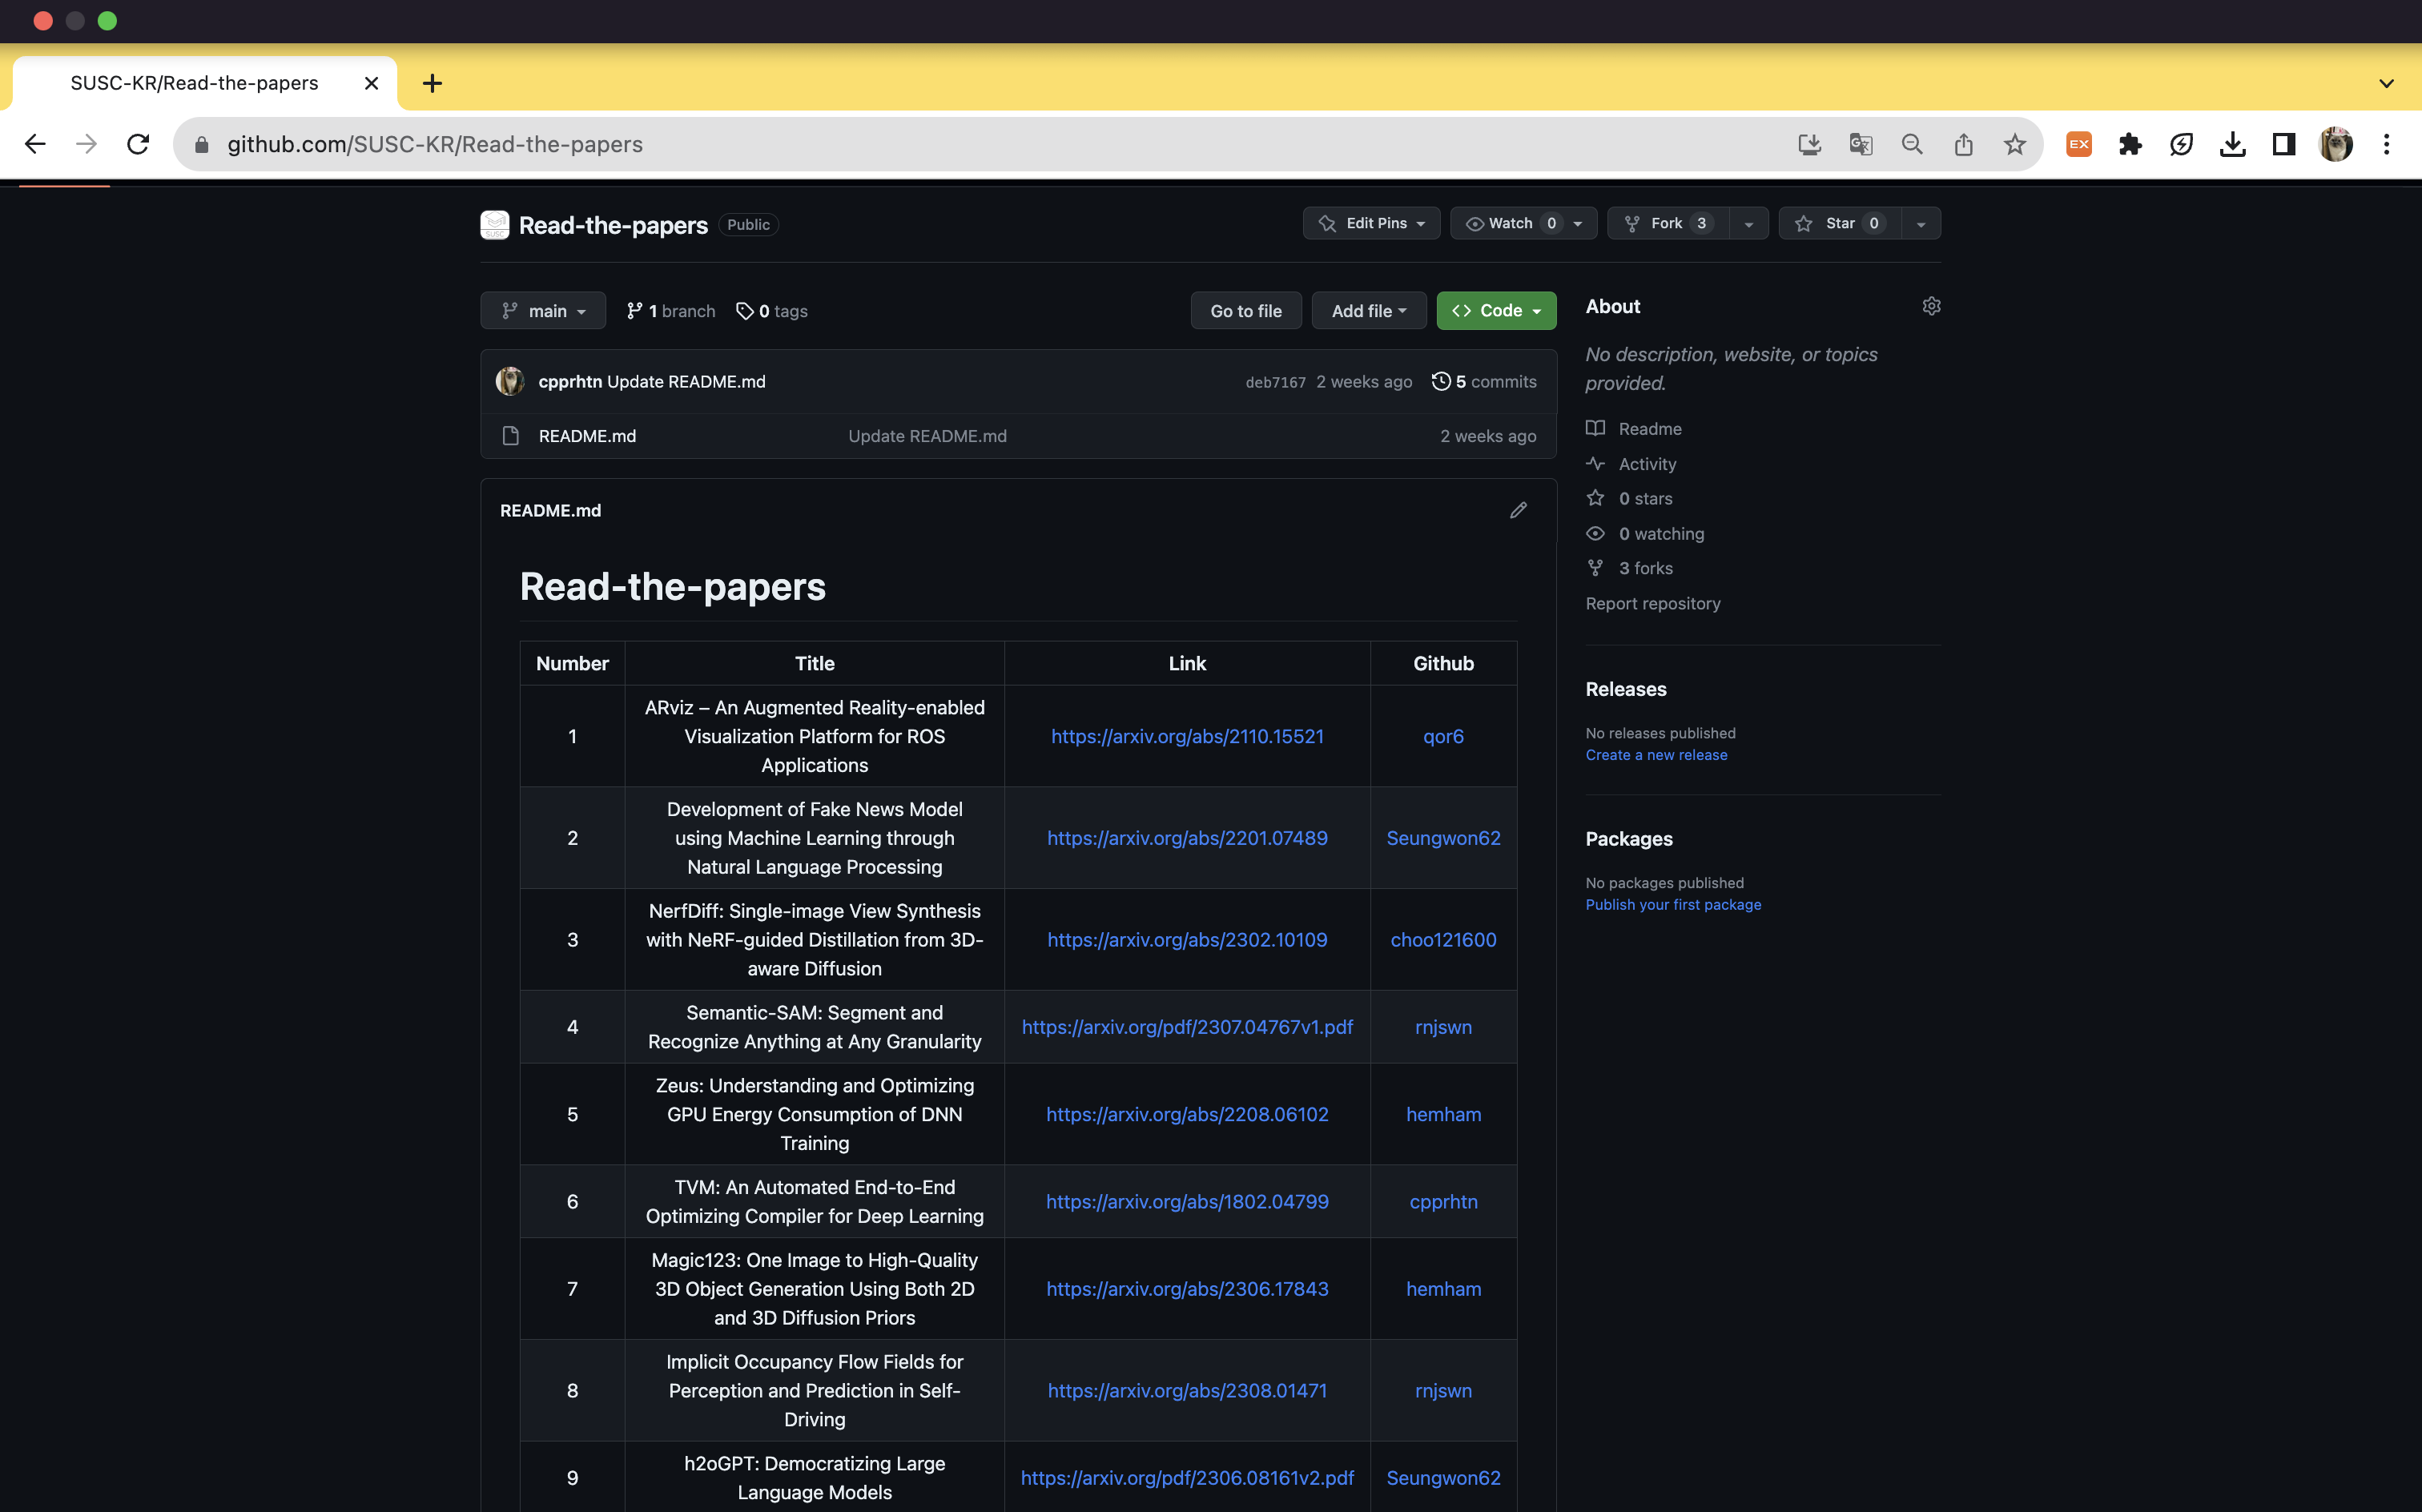 SUSC-KR/Read-the-papers
github.com/SUSC-KR/Read-the-papers
EX
SUSC
Read-the-papers Public
Edit Pins
Watch 0
Fork 3
Star 0
main
1 branch
0 tags
Go to file
Add file
Code
cpprhtn Update README.md
deb7167 2 weeks ago
5 commits
README.md Update README.md 2 weeks ago
README.md
Read-the-papers
Number Title Link Github
ARviz – An Augmented Reality-enabled
1 Visualization Platform for ROS https://arxiv.org/abs/2110.15521 qor6
Applications
Development of Fake News Model
2 using Machine Learning through https://arxiv.org/abs/2201.07489 Seungwon62
Natural Language Processing
NerfDiff: Single-image View Synthesis
3 with NeRF-guided Distillation from 3D- https://arxiv.org/abs/2302.10109 choo121600
aware Diffusion
4 Semantic-SAM: Segment and
Recognize Anything at Any Granularity https://arxiv.org/pdf/2307.04767v1.pdf rnjswn
Zeus: Understanding and Optimizing
5 GPU Energy Consumption of DNN https://arxiv.org/abs/2208.06102 hemham
Training
6 TVM: An Automated End-to-End
Optimizing Compiler for Deep Learning https://arxiv.org/abs/1802.04799 cpprhtn
Magic123: One Image to High-Quality
7 3D Object Generation Using Both 2D https://arxiv.org/abs/2306.17843 hemham
and 3D Diffusion Priors
Implicit Occupancy Flow Fields for
8 Perception and Prediction in Self- https://arxiv.org/abs/2308.01471 rnjswn
Driving
9 h2oGPT: Democratizing Large
Language Models https://arxiv.org/pdf/2306.08161v2.pdf Seungwon62
About
No description, website, or topics
provided.
Readme
Activity
0 stars
0 watching
3 forks
Report repository
Releases
No releases published
Create a new release
Packages
No packages published
Publish your first package